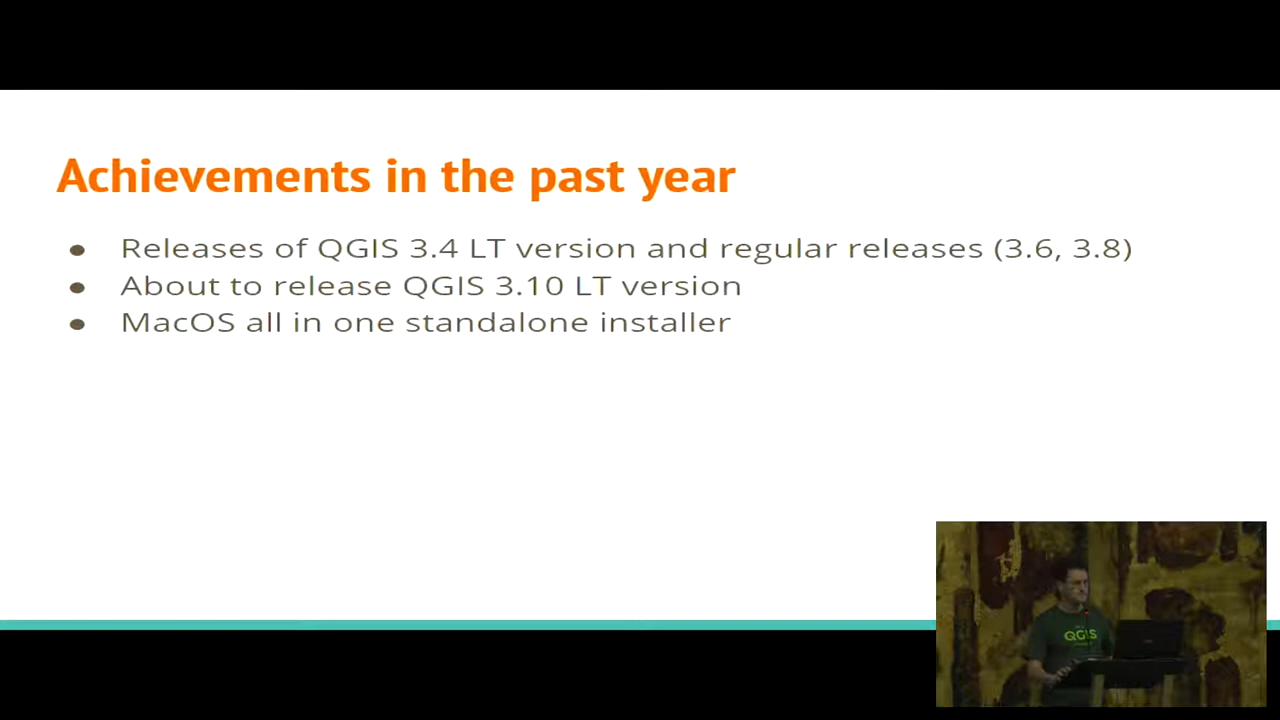 Achievements in the past year
● Releases of QGIS 3.4 LT version and regular releases (3.6, 3.8)
● About to release QGIS 3.10 LT version
● MacOS all in one standalone installer
QGIS